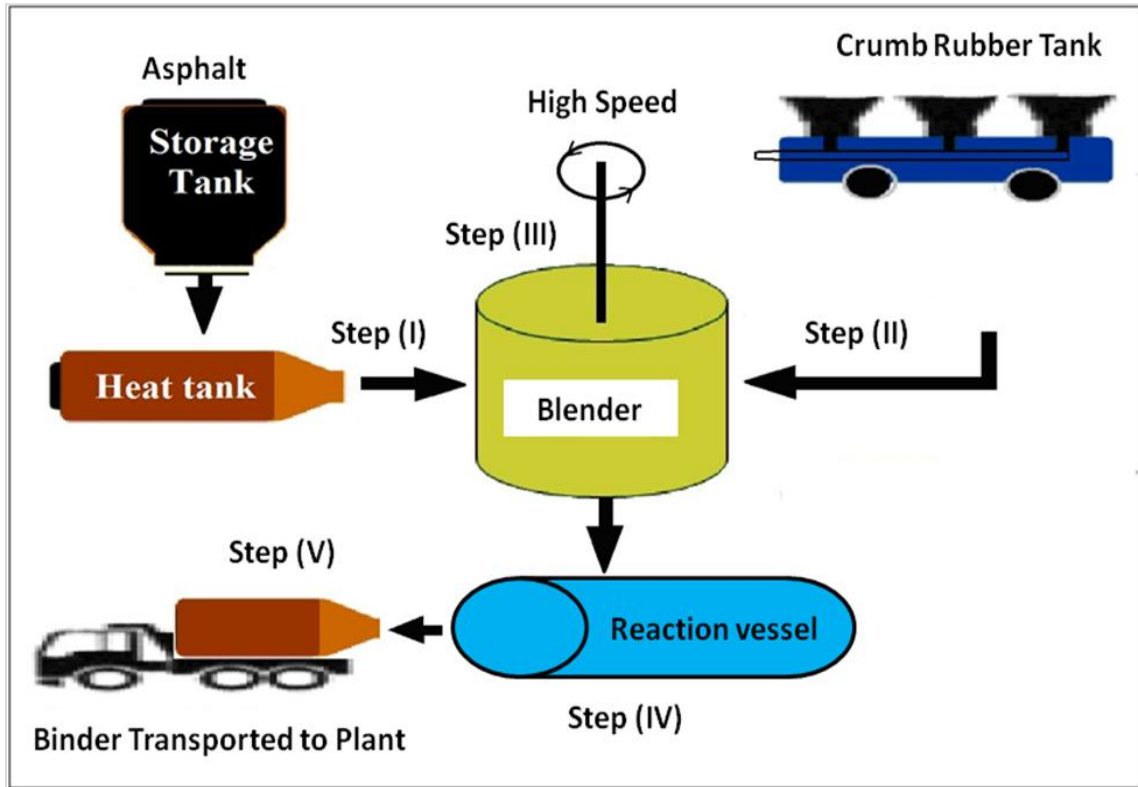 Asphalt
Storage
Tank
High Speed
Crumb Rubber Tank
Step (III)
Step (I)
Step (II)
Heat tank
Blender
Step (V)
Reaction vessel
Step (IV)
Binder Transported to Plant